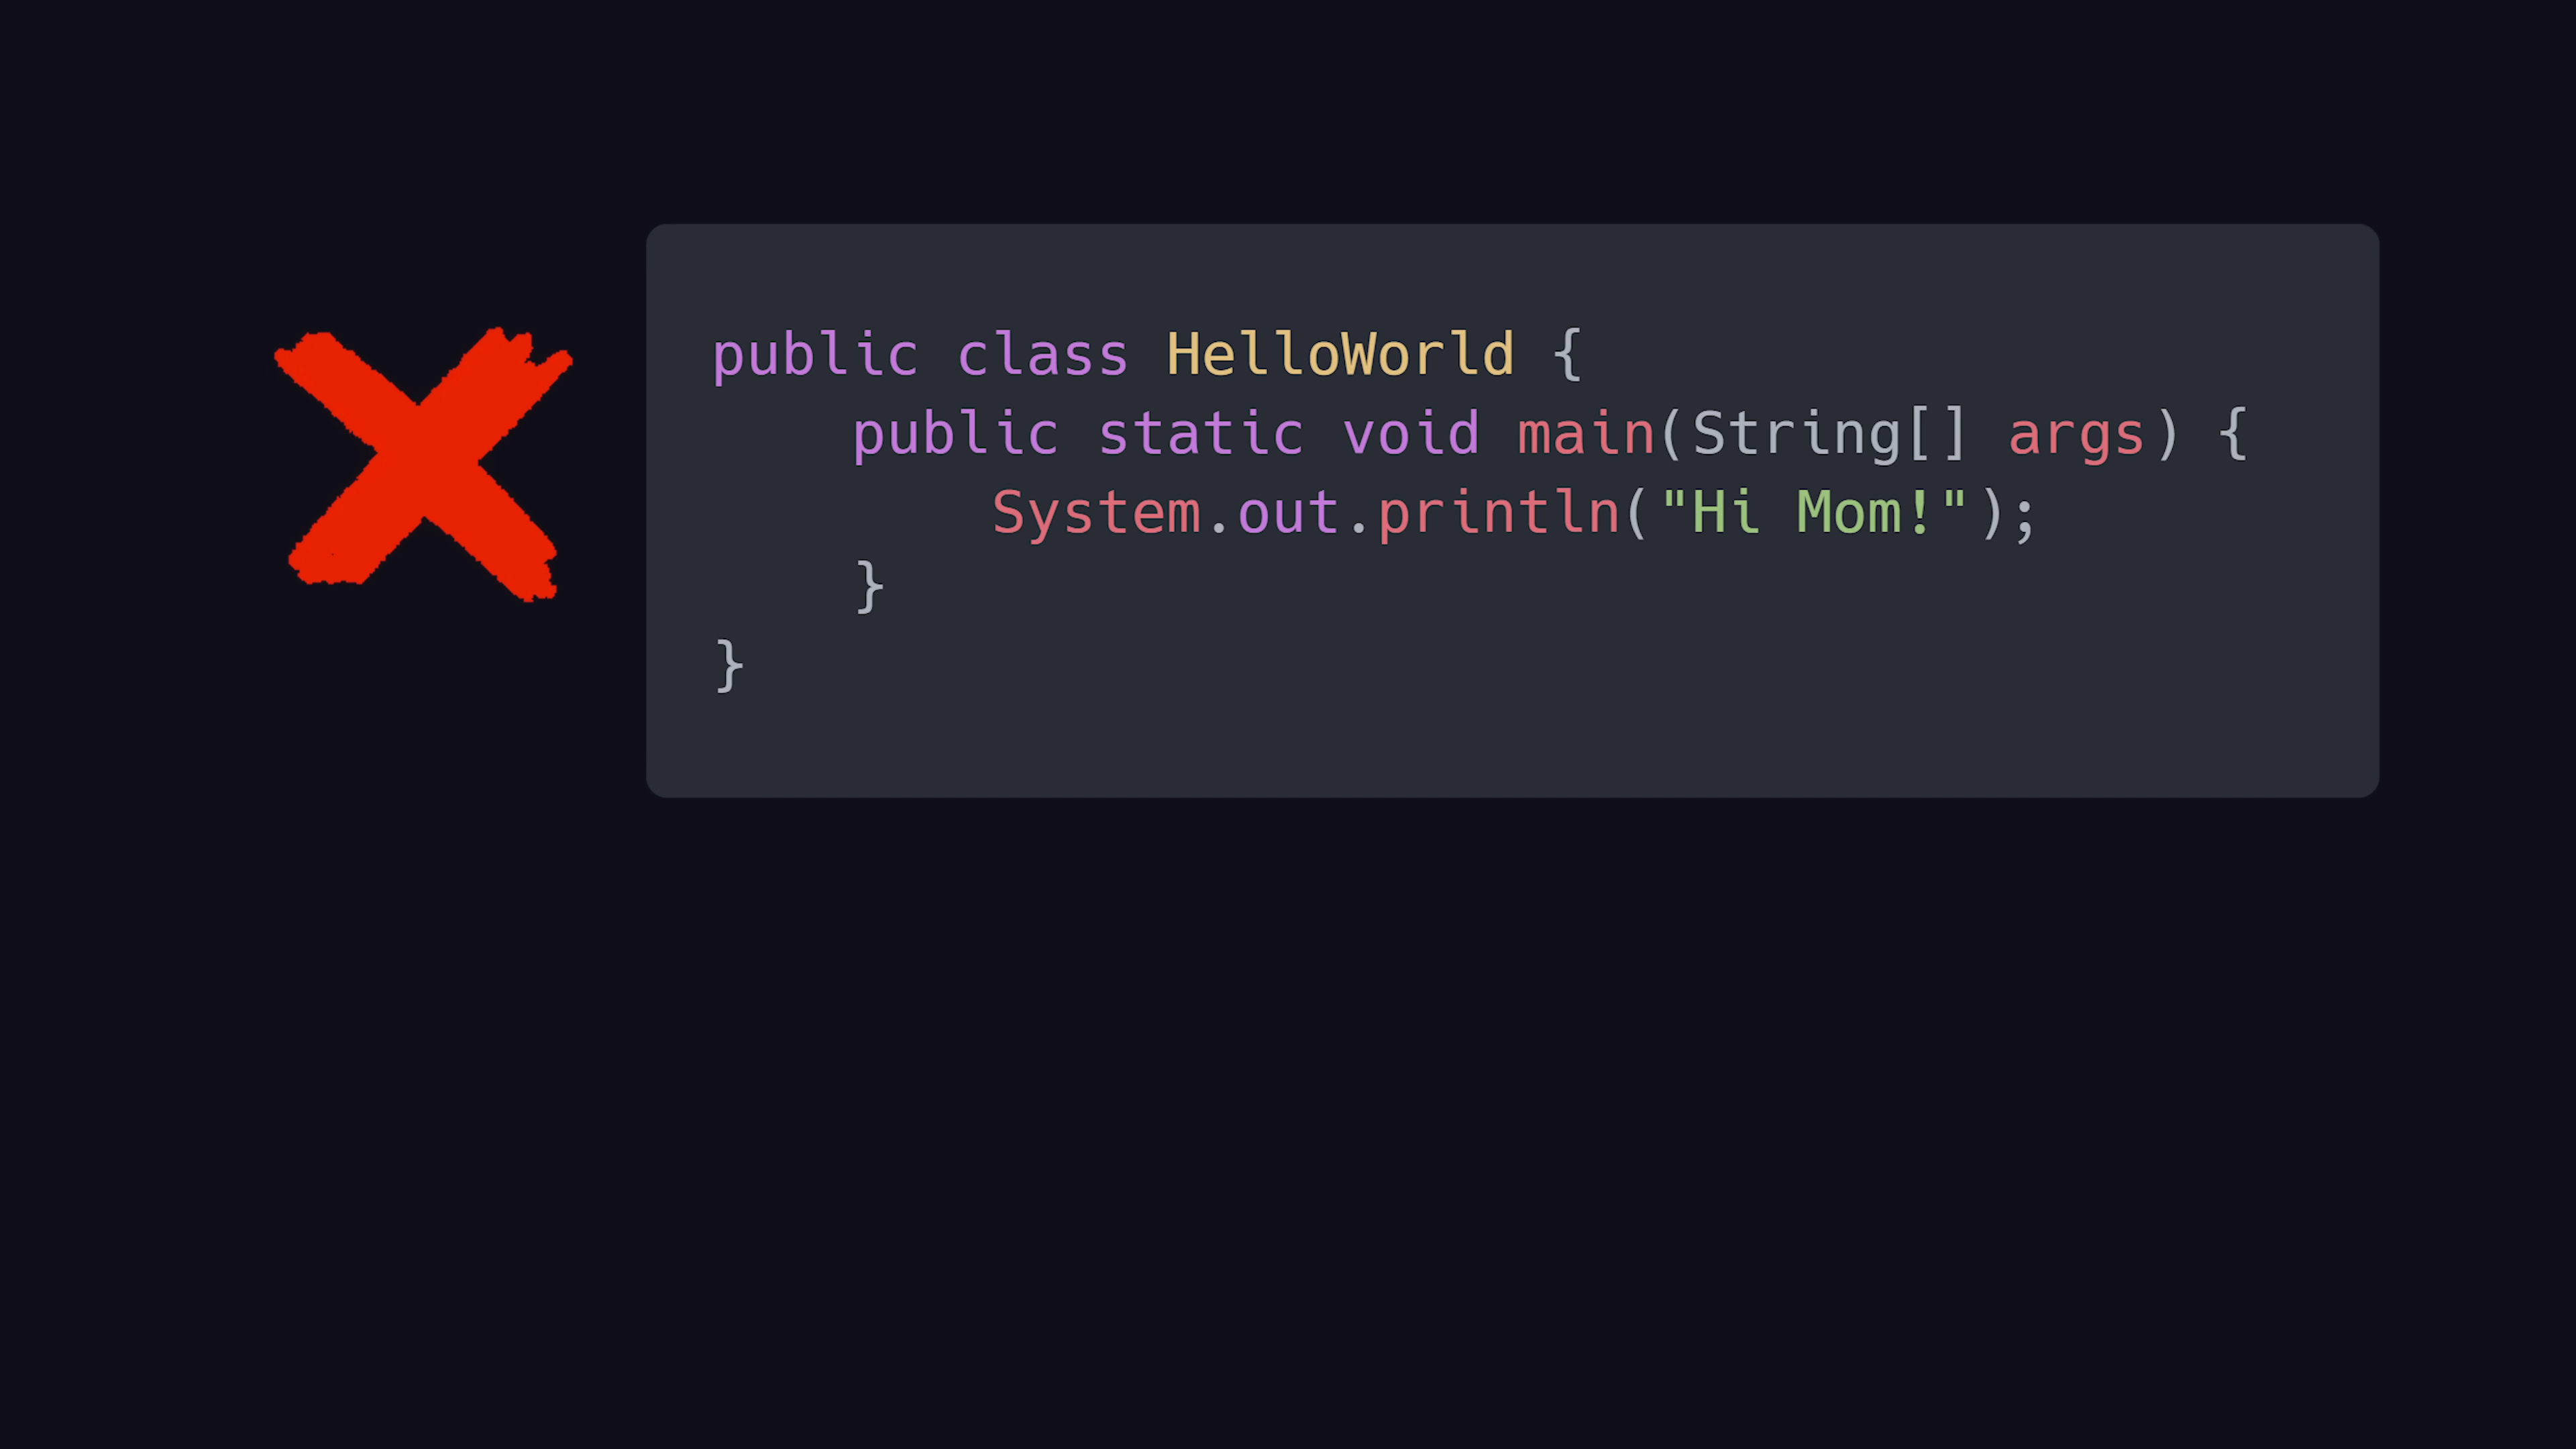 public class HelloWorld {
    public static void main(String[] args) {
        System.out.println("Hi Mom!");
    }
}